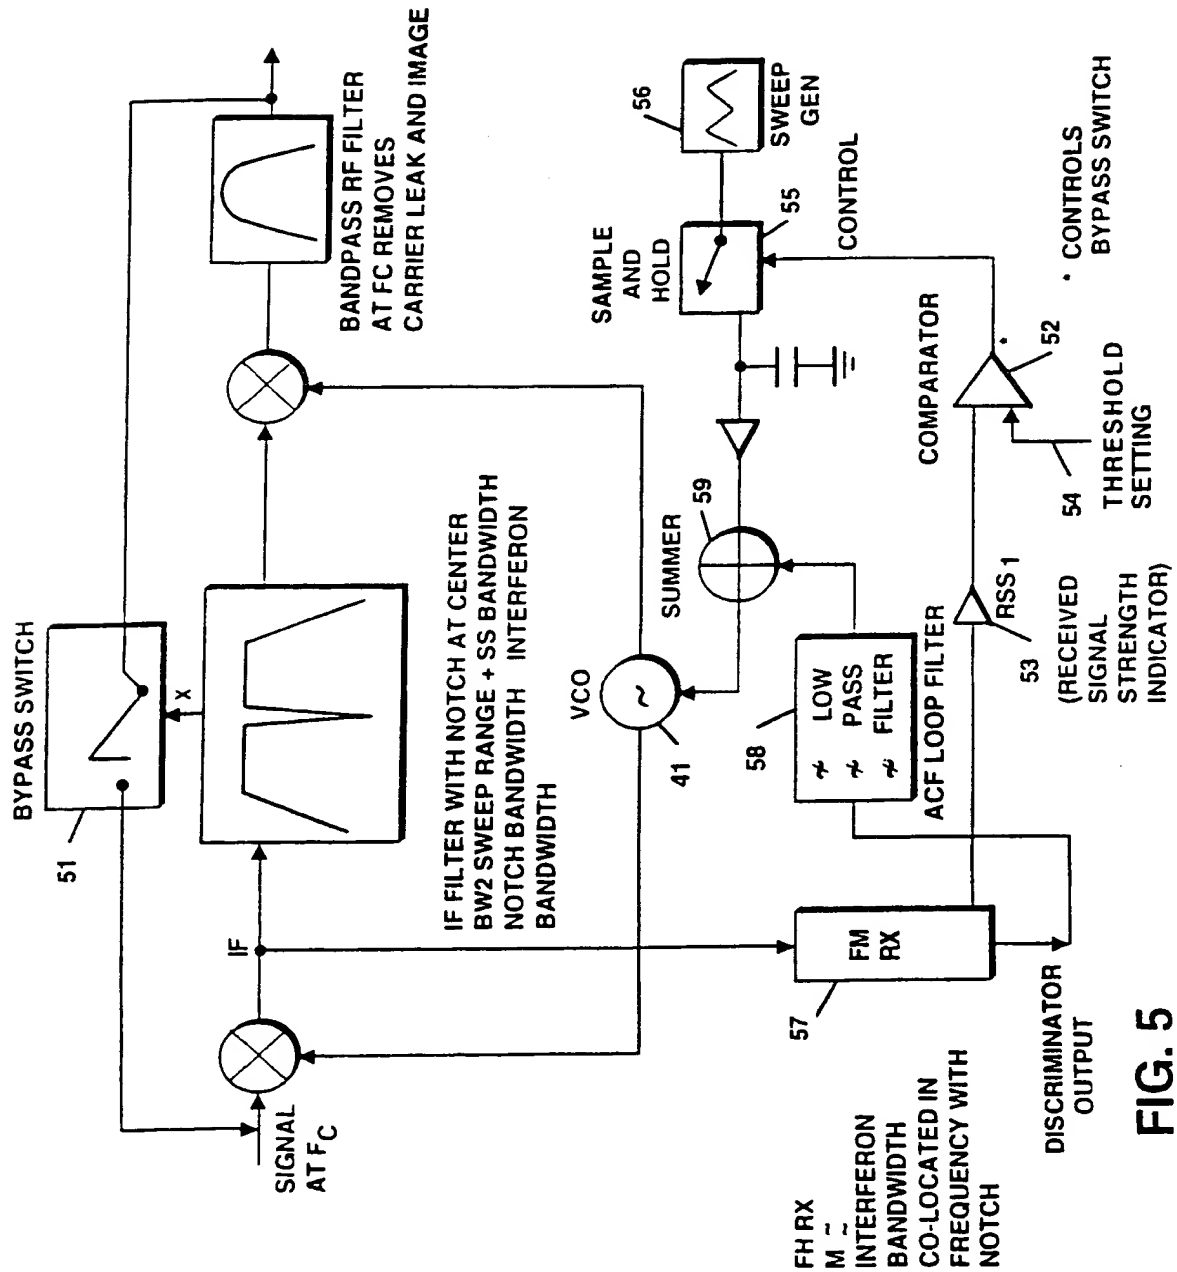 BYPASS SWITCH
51
X
BANDPASS RF FILTER
AT FC REMOVES
CARRIER LEAK AND IMAGE
IF
SIGNAL
AT FC
IF FILTER WITH NOTCH AT CENTER
BW2 SWEEP RANGE + SS BANDWIDTH
NOTCH BANDWIDTH INTERFERON
BANDWIDTH
VCO
~
41
SUMMER
59
SAMPLE
AND
HOLD
55
56
SWEEP
GEN
CONTROL
58
LOW
PASS
FILTER
ACF LOOP FILTER
57
FM
RX
DISCRIMINATOR
OUTPUT
RSS1
53
(RECEIVED
SIGNAL
STRENGTH
INDICATOR)
COMPARATOR
*
52
54
THRESHOLD
SETTING
* CONTROLS
BYPASS SWITCH
FH RX
M ~
INTERFERON
BANDWIDTH
CO-LOCATED IN
FREQUENCY WITH
NOTCH
FIG. 5